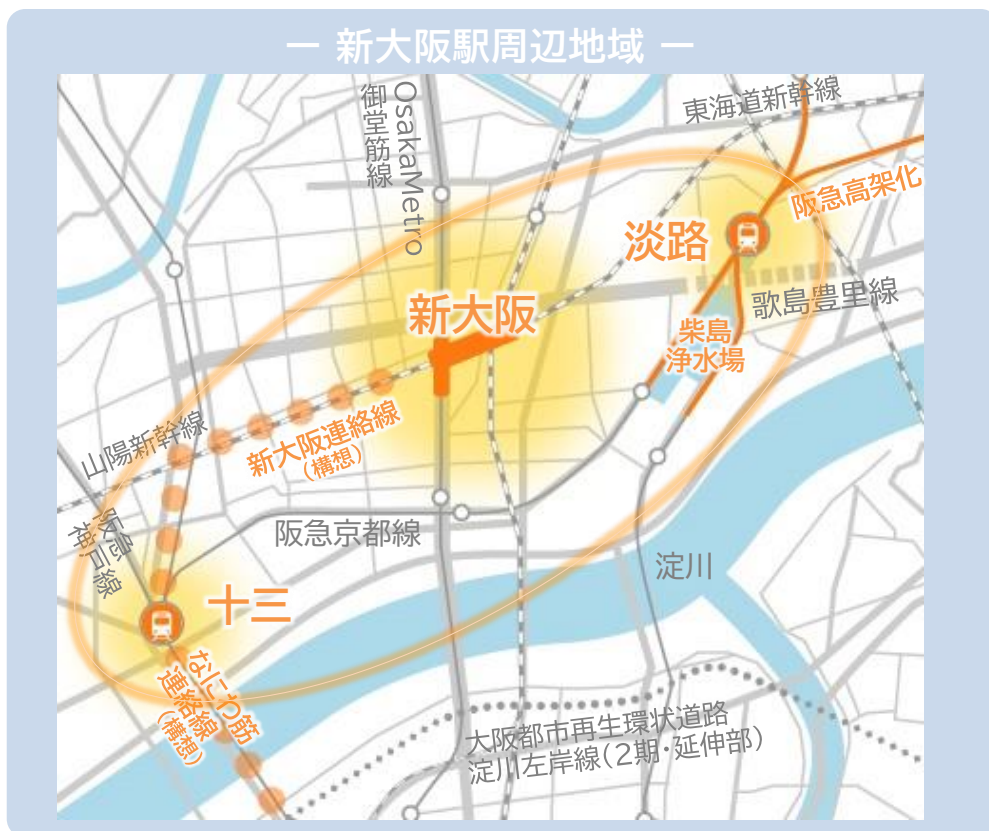 ― 新大阪駅周辺地域 ―
OsakaMetro
御堂筋線
東海道新幹線
阪急高架化
淡路
歌島豊里線
新大阪
柴島
浄水場
新大阪連絡線
（構想）
山陽新幹線
阪急
神戸線
阪急京都線
淀川
十三
なにわ筋
連絡線
（構想）
大阪都市再生環状道路
淀川左岸線（2期・延伸部）